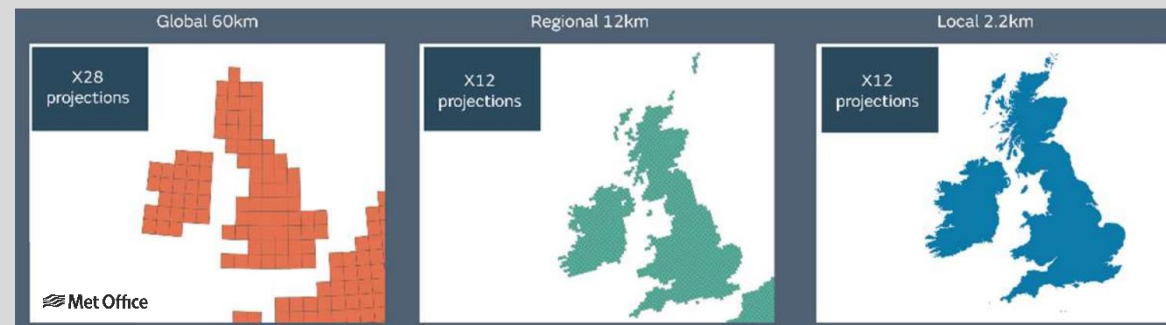 Global 60km
Regional 12km
Local 2.2km
X28
projections
X12
projections
X12
projections
Met Office